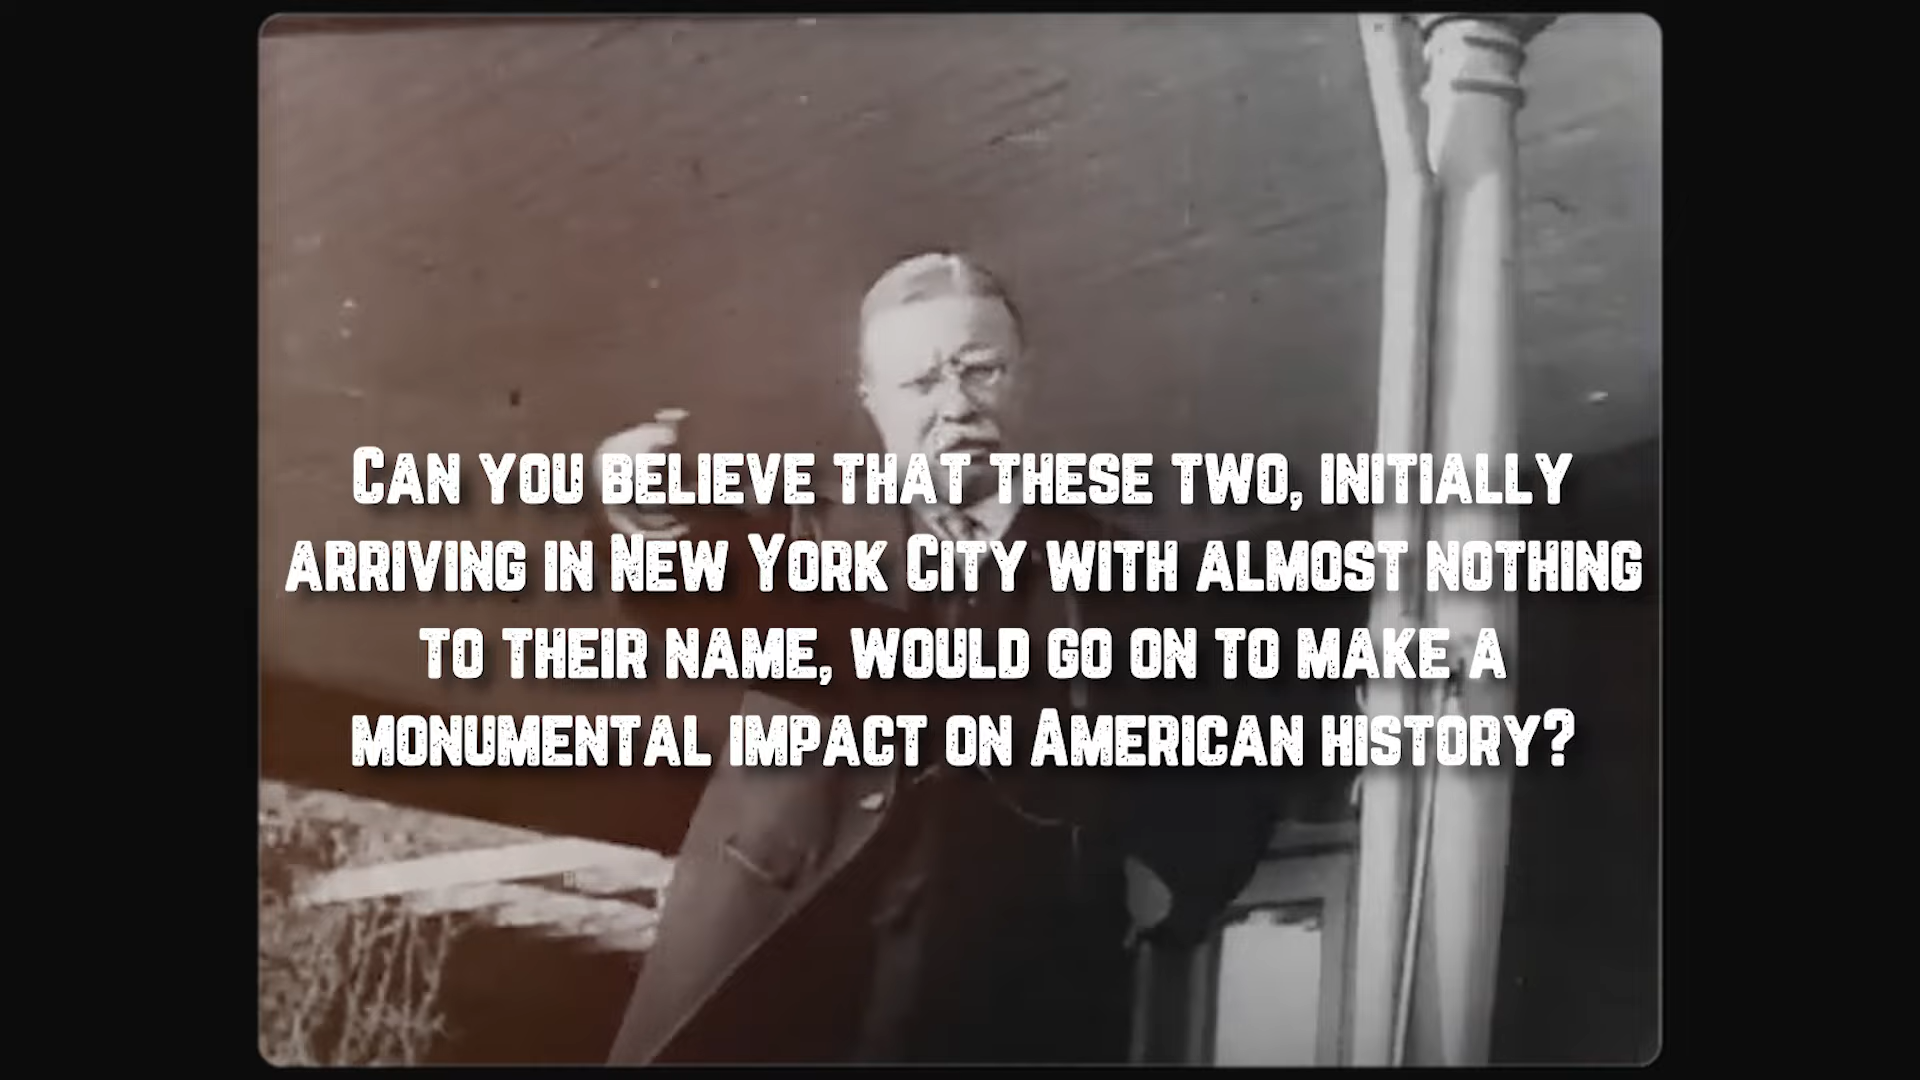 Can you believe that these two, initially
arriving in New York City with almost nothing
to their name, would go on to make a
monumental impact on American history?